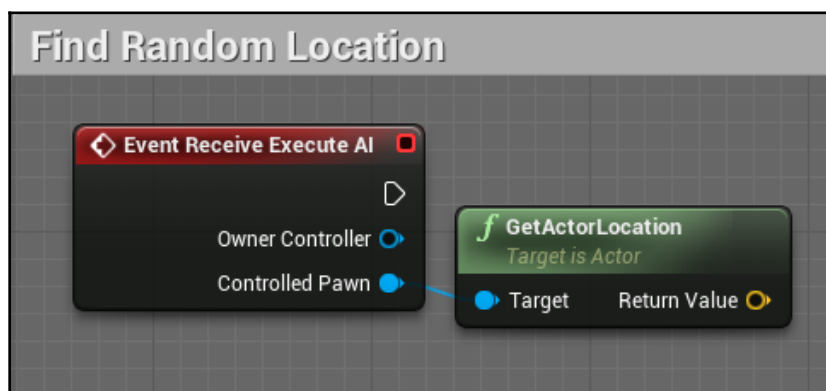 Find Random Location
Event Receive Execute AI
Owner Controller
Controlled Pawn
f GetActorLocation
Target is Actor
Target Return Value